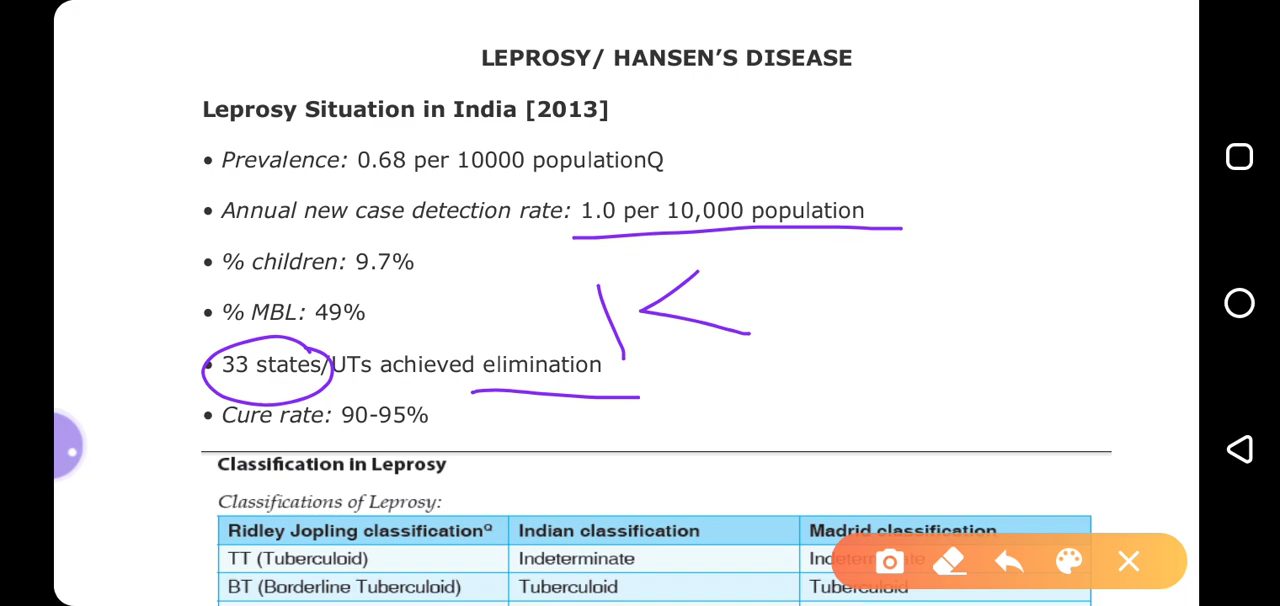 LEPROSY/ HANSEN’S DISEASE
Leprosy Situation in India [2013]
• Prevalence: 0.68 per 10000 populationQ
• Annual new case detection rate: 1.0 per 10,000 population
• % children: 9.7%
• % MBL: 49%
• 33 states/UTs achieved elimination
• Cure rate: 90-95%
Classification in Leprosy
Classifications of Leprosy:
Ridley Jopling classificationQ Indian classification Madrid classification
TT (Tuberculoid) Indeterminate Indeterminate
BT (Borderline Tuberculoid) Tuberculoid Tuberculoid